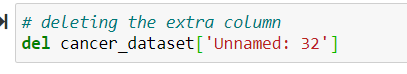 # deleting the extra column
del cancer_dataset['Unnamed: 32']